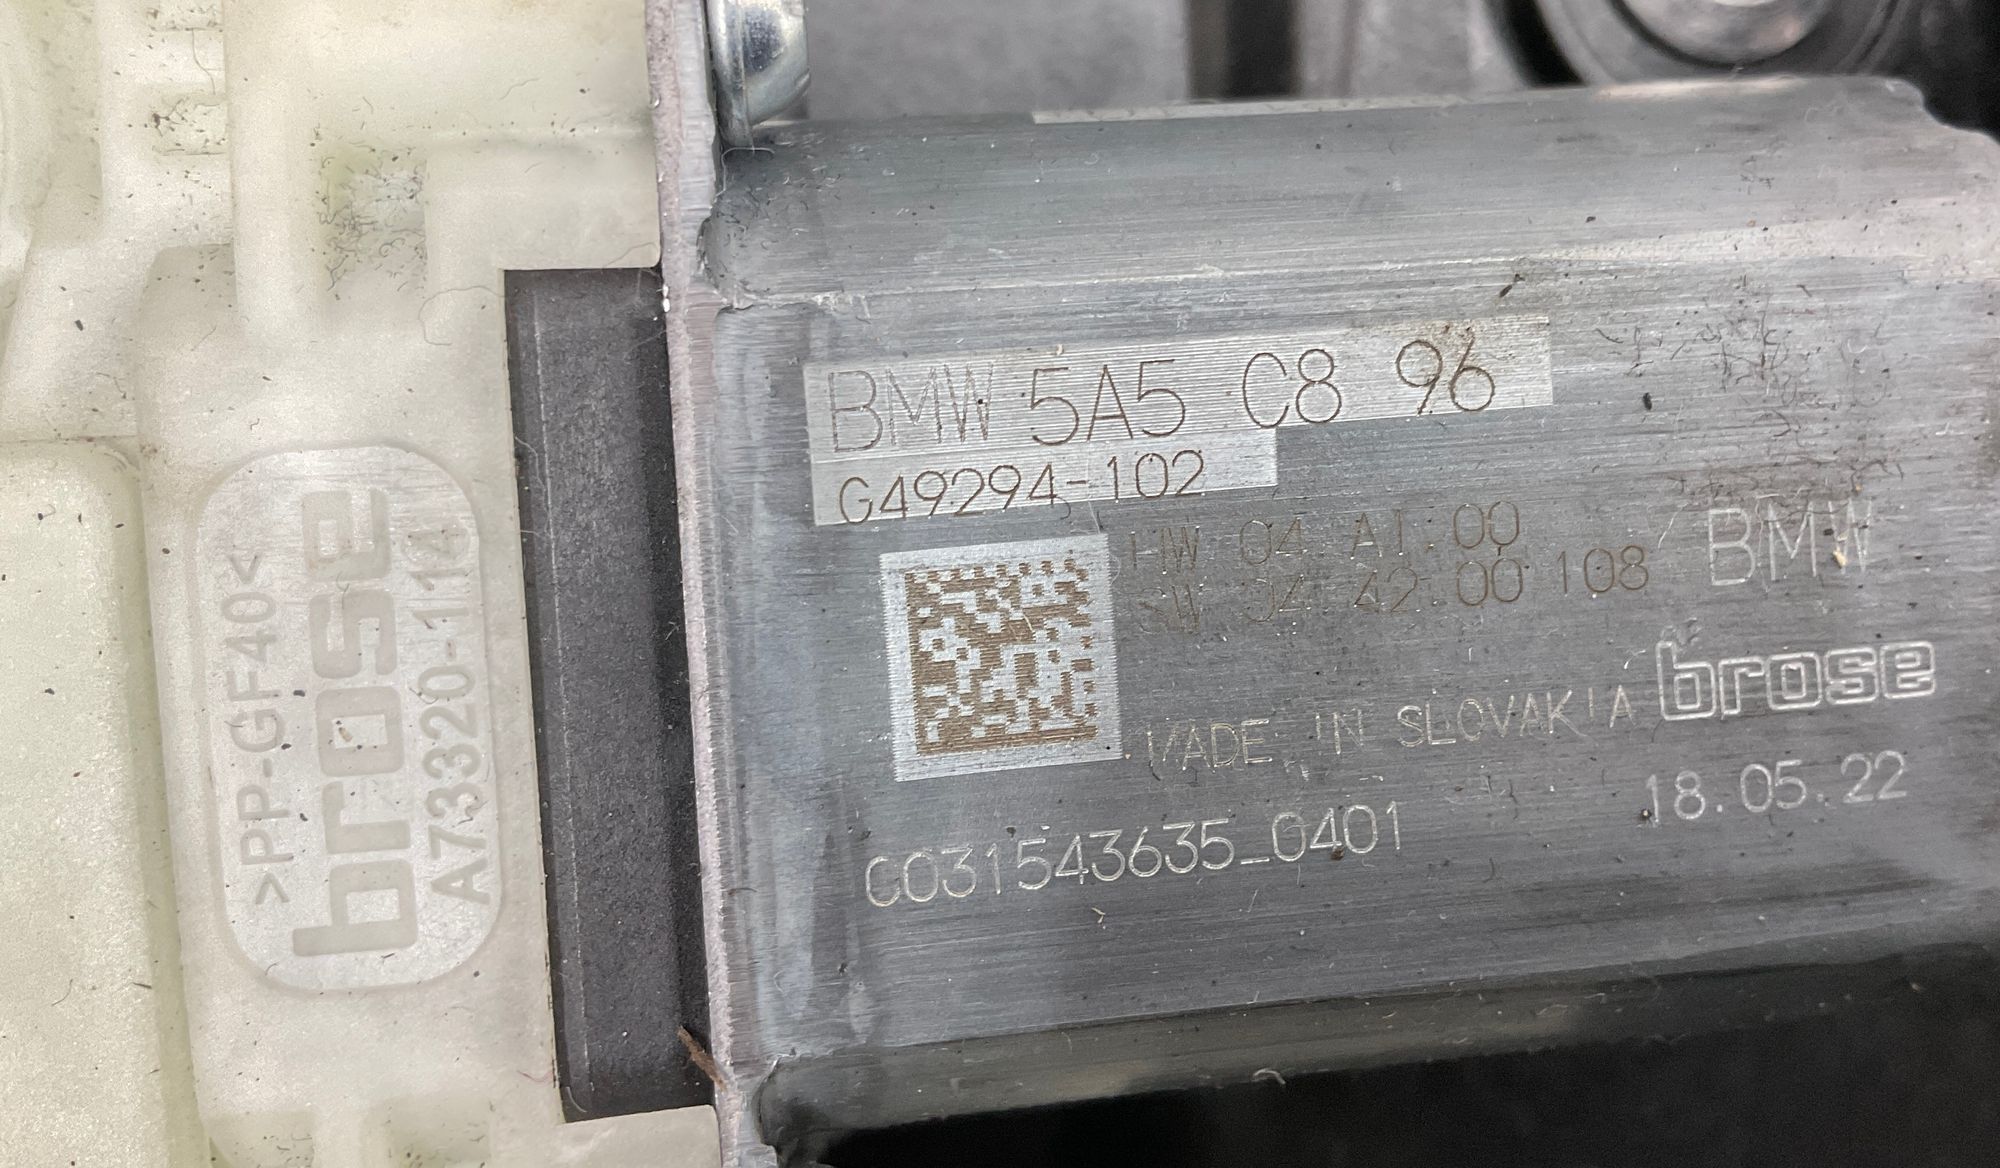 >PP-GF40<
brose
A73320-114
BMW 5A5 C8 96
G49294-102
HW 04.A1.00
SW 04.42.00 108
BMW
MADE IN SLOVAKIA
brose
C031543635_0401
18.05.22